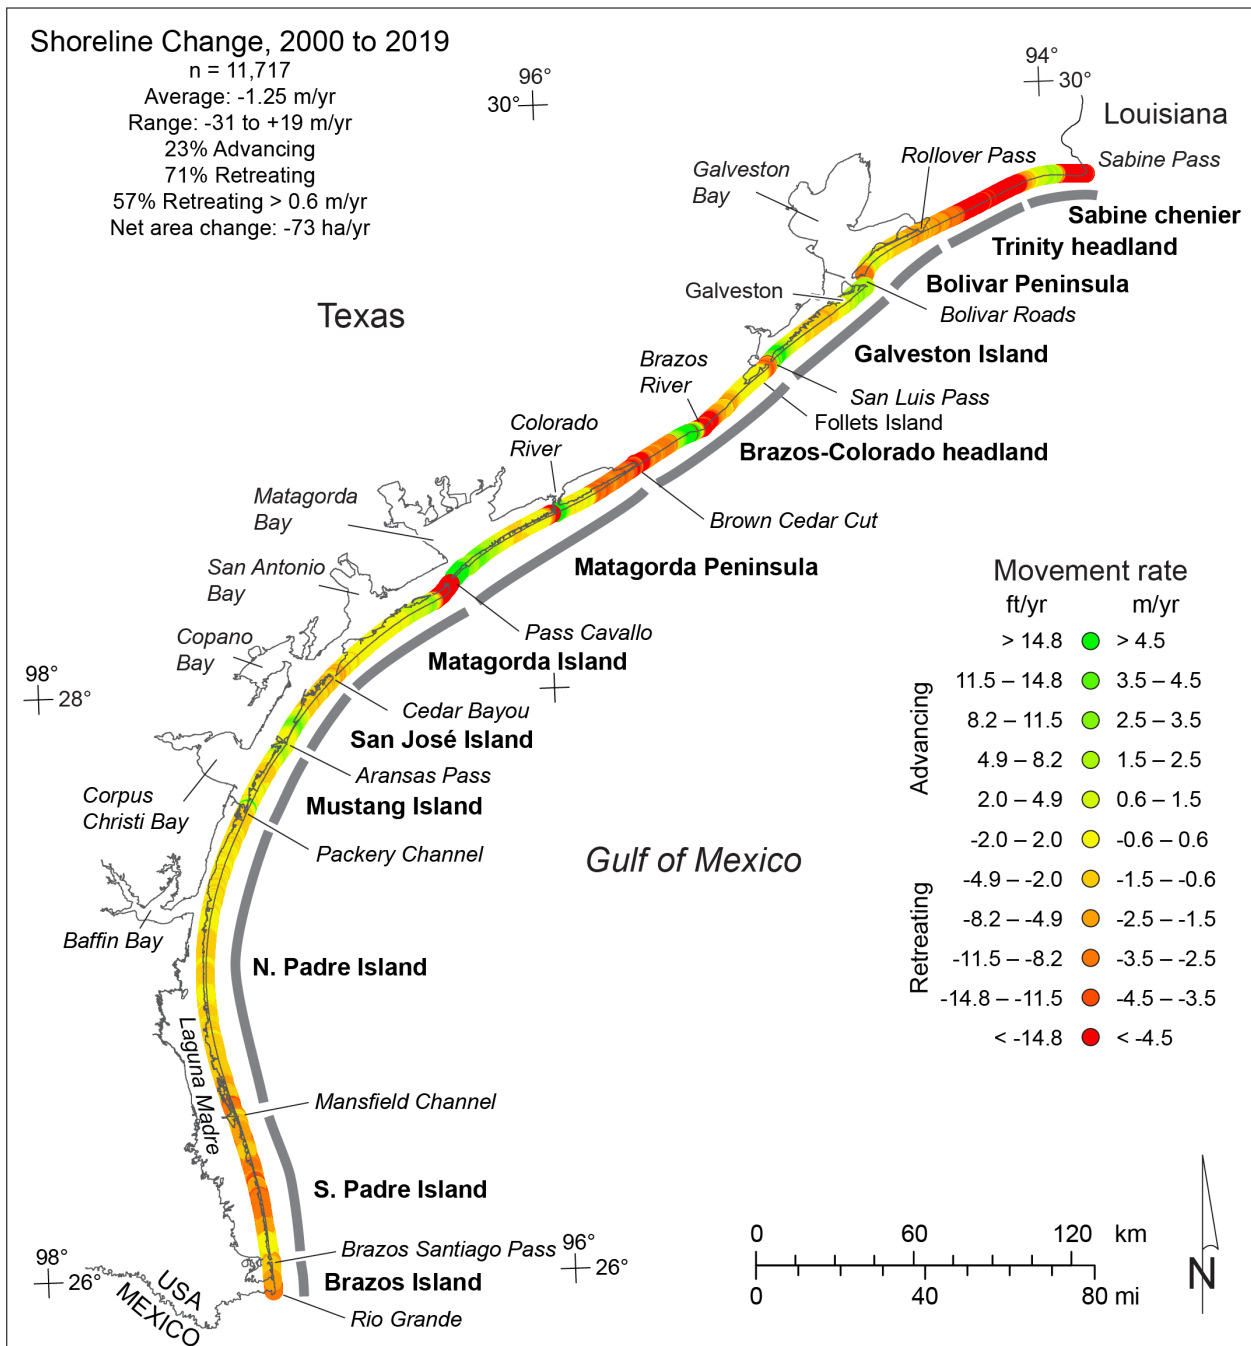 Shoreline Change, 2000 to 2019
n = 11,717
Average: -1.25 m/yr
Range: -31 to +19 m/yr
23% Advancing
71% Retreating
57% Retreating > 0.6 m/yr
Net area change: -73 ha/yr
96°
30°
94°
30°
Louisiana
Sabine Pass
Rollover Pass
Galveston
Bay
Sabine chenier
Trinity headland
Bolivar Peninsula
Bolivar Roads
Galveston
Texas
Galveston Island
Brazos
River
San Luis Pass
Follets Island
Brazos-Colorado headland
Colorado
River
Brown Cedar Cut
Matagorda
Bay
Matagorda Peninsula
San Antonio
Bay
Pass Cavallo
Copano
Bay
Matagorda Island
98°
28°
Cedar Bayou
San José Island
Aransas Pass
Corpus
Christi Bay
Mustang Island
Packery Channel
Gulf of Mexico
Baffin Bay
N. Padre Island
Laguna Madre
Mansfield Channel
S. Padre Island
Brazos Santiago Pass
96°
26°
98°
26°
Brazos Island
USA
MEXICO
Rio Grande
Movement rate
ft/yr m/yr
> 14.8 > 4.5
11.5 – 14.8 3.5 – 4.5
8.2 – 11.5 2.5 – 3.5
4.9 – 8.2 1.5 – 2.5
2.0 – 4.9 0.6 – 1.5
-2.0 – 2.0 -0.6 – 0.6
-4.9 – -2.0 -1.5 – -0.6
-8.2 – -4.9 -2.5 – -1.5
-11.5 – -8.2 -3.5 – -2.5
-14.8 – -11.5 -4.5 – -3.5
< -14.8 < -4.5
Advancing
Retreating
0 60 120 km
0 40 80 mi
N